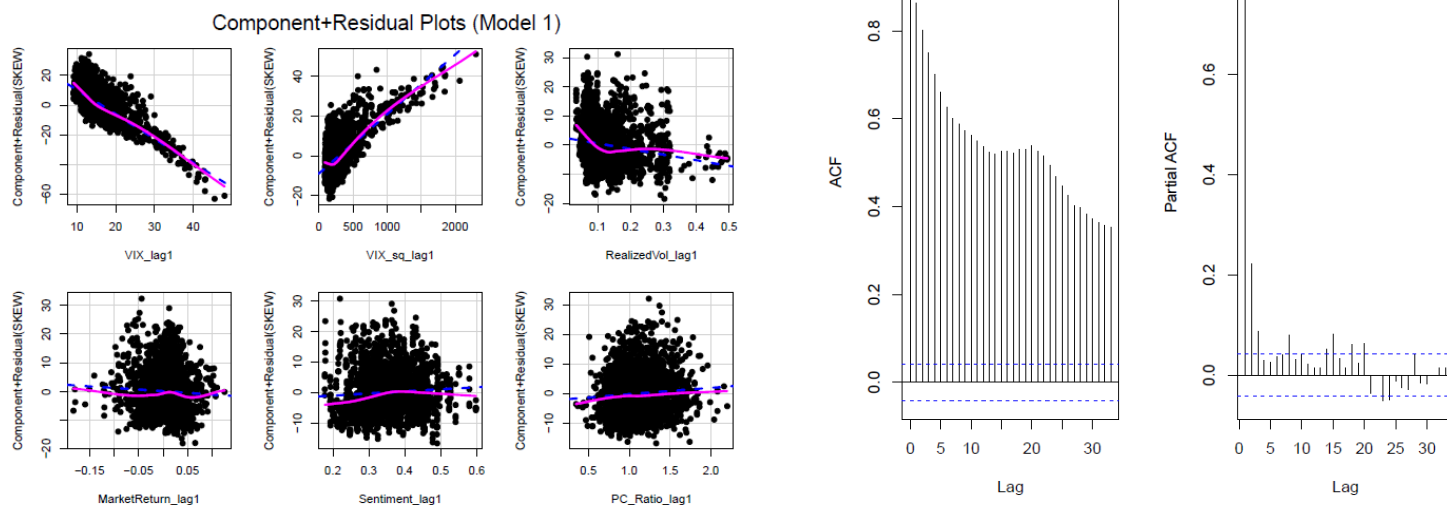 Component+Residual Plots (Model 1)
Component+Residual(SKEW)
20
0
−20
−60
10 20 30 40
VIX_lag1
Component+Residual(SKEW)
40
20
0
−20
0 500 1000 2000
VIX_sq_lag1
Component+Residual(SKEW)
30
20
10
0
−20
0.1 0.2 0.3 0.4 0.5
RealizedVol_lag1
Component+Residual(SKEW)
30
20
10
0
−20
−0.15 −0.05 0.05
MarketReturn_lag1
Component+Residual(SKEW)
30
20
10
0
−10
0.2 0.3 0.4 0.5 0.6
Sentiment_lag1
Component+Residual(SKEW)
30
20
10
0
−10
0.5 1.0 1.5 2.0
PC_Ratio_lag1
ACF
0.8
0.6
0.4
0.2
0.0
0 5 10 15 20 25 30
Lag
Partial ACF
0.6
0.4
0.2
0.0
0 5 10 15 20 25 30
Lag